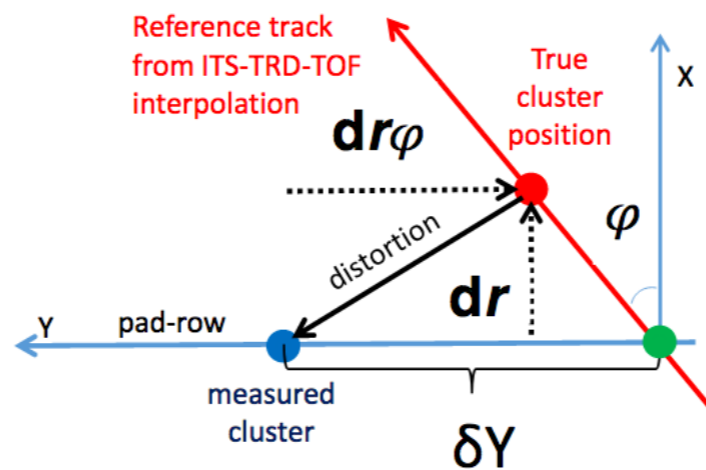 Reference track
from ITS-TRD-TOF
interpolation
True
cluster
position
X
drφ
φ
distortion
dr
Y
pad-row
measured
cluster
δY